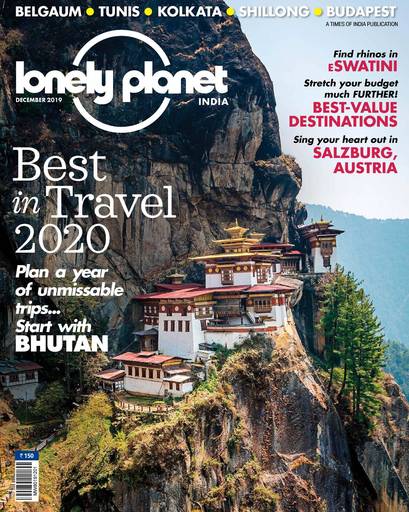 BELGAUM • TUNIS • KOLKATA • SHILLONG • BUDAPEST
A TIMES OF INDIA PUBLICATION
lonely planet
DECEMBER 2019
INDIA
Find rhinos in
eSWATINI
Stretch your budget
much FURTHER!
BEST-VALUE
DESTINATIONS
Sing your heart out in
SALZBURG,
AUSTRIA
Best
in Travel
2020
Plan a year
of unmissable
trips...
Start with
BHUTAN
₹ 150